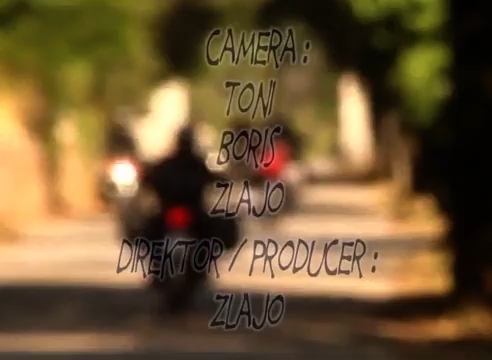 CAMERA:
TONI
BORIS
ZLAJO
DIREKTOR / PRODUCER:
ZLAJO